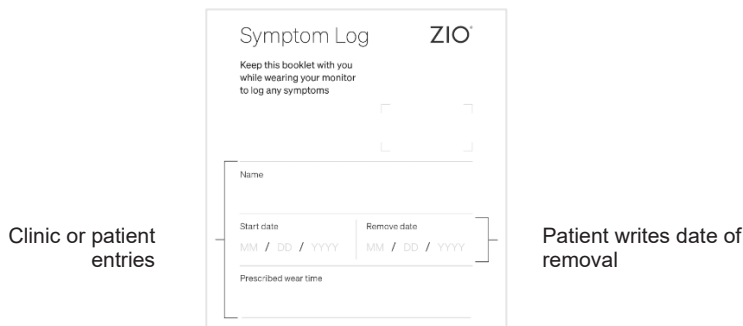 Symptom Log
ZIO®
Keep this booklet with you
while wearing your monitor
to log any symptoms
Name
Clinic or patient
entries
Start date
Remove date
MM / DD / YYYY
MM / DD / YYYY
Patient writes date of
removal
Prescribed wear time